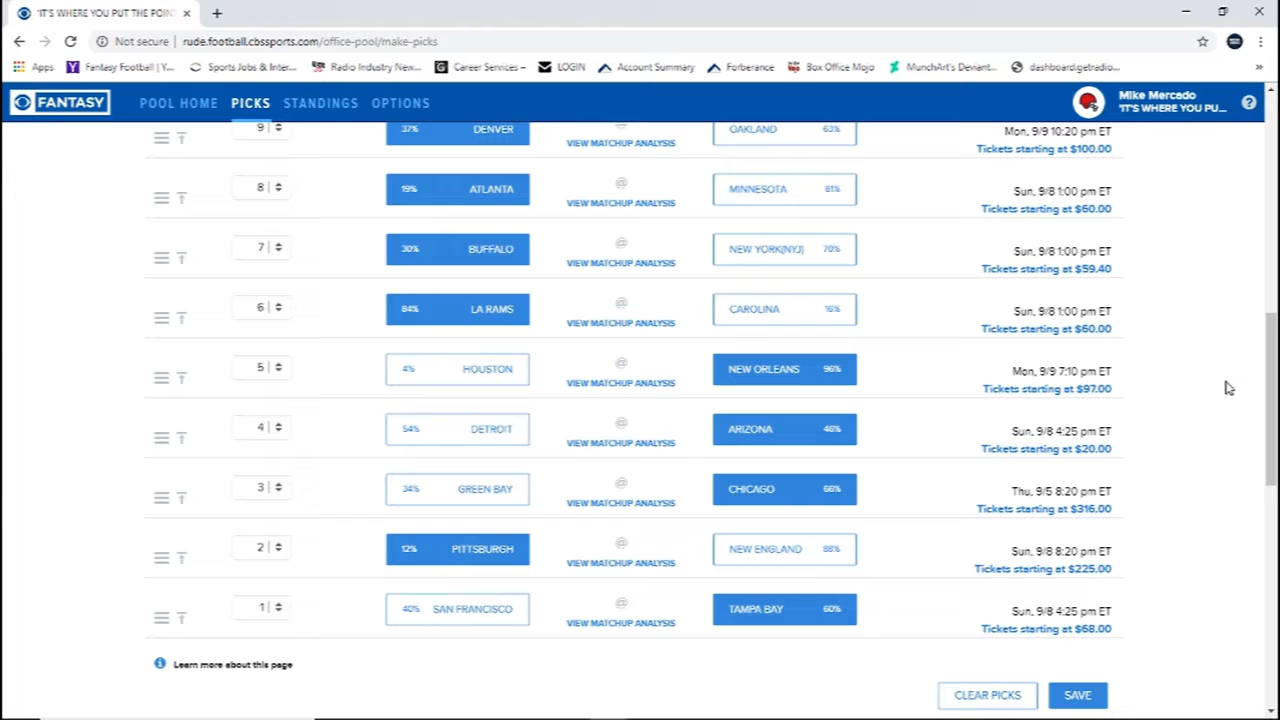 'IT'S WHERE YOU PUT THE POIN
Not secure | rude.football.cbssports.com/office-pool/make-picks
Apps Fantasy Football | Y... Sports Jobs & Inter... Radio Industry New... Career Services – LOGIN Account Summary Forberance Box Office Mojo MunchArt's Deviant... dashboard.getradio... »
FANTASY POOL HOME PICKS STANDINGS OPTIONS Mike Mercado
'IT'S WHERE YOU PU...
9 37% DENVER @ OAKLAND 63% Mon, 9/9 10:20 pm ET
VIEW MATCHUP ANALYSIS Tickets starting at $100.00
8 19% ATLANTA @ MINNESOTA 81% Sun, 9/8 1:00 pm ET
VIEW MATCHUP ANALYSIS Tickets starting at $60.00
7 30% BUFFALO @ NEW YORK(NYJ) 70% Sun, 9/8 1:00 pm ET
VIEW MATCHUP ANALYSIS Tickets starting at $59.40
6 84% LA RAMS @ CAROLINA 16% Sun, 9/8 1:00 pm ET
VIEW MATCHUP ANALYSIS Tickets starting at $60.00
5 4% HOUSTON @ NEW ORLEANS 96% Mon, 9/9 7:10 pm ET
VIEW MATCHUP ANALYSIS Tickets starting at $97.00
4 54% DETROIT @ ARIZONA 46% Sun, 9/8 4:25 pm ET
VIEW MATCHUP ANALYSIS Tickets starting at $20.00
3 34% GREEN BAY @ CHICAGO 66% Thu, 9/5 8:20 pm ET
VIEW MATCHUP ANALYSIS Tickets starting at $316.00
2 12% PITTSBURGH @ NEW ENGLAND 88% Sun, 9/8 8:20 pm ET
VIEW MATCHUP ANALYSIS Tickets starting at $225.00
1 40% SAN FRANCISCO @ TAMPA BAY 60% Sun, 9/8 4:25 pm ET
VIEW MATCHUP ANALYSIS Tickets starting at $68.00
Learn more about this page
CLEAR PICKS SAVE